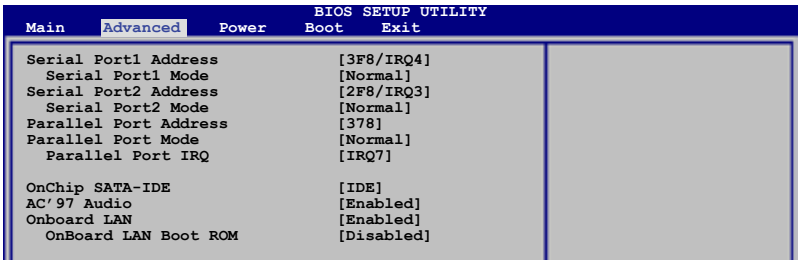 BIOS SETUP UTILITY
Main Advanced Power Boot Exit
Serial Port1 Address [3F8/IRQ4]
Serial Port1 Mode [Normal]
Serial Port2 Address [2F8/IRQ3]
Serial Port2 Mode [Normal]
Parallel Port Address [378]
Parallel Port Mode [Normal]
Parallel Port IRQ [IRQ7]
OnChip SATA-IDE [IDE]
AC’97 Audio [Enabled]
Onboard LAN [Enabled]
OnBoard LAN Boot ROM [Disabled]